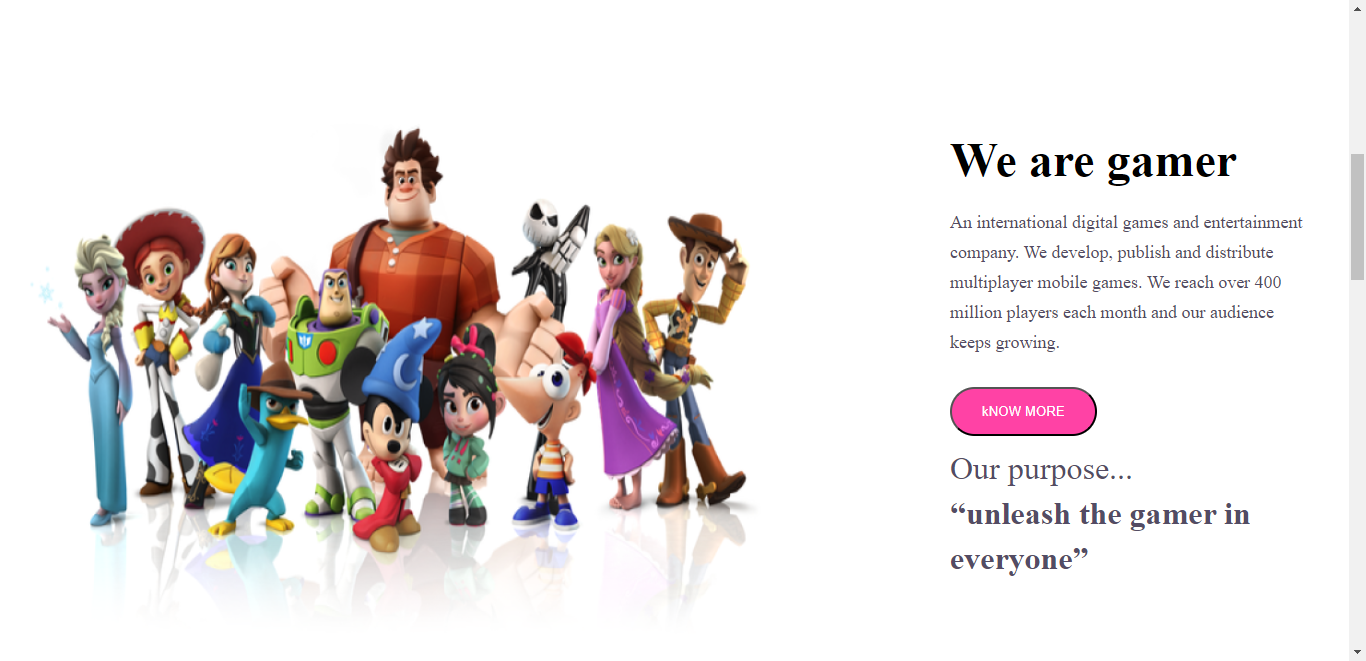 We are gamer
An international digital games and entertainment
company. We develop, publish and distribute
multiplayer mobile games. We reach over 400
million players each month and our audience
keeps growing.
kNOW MORE
Our purpose...
“unleash the gamer in
everyone”